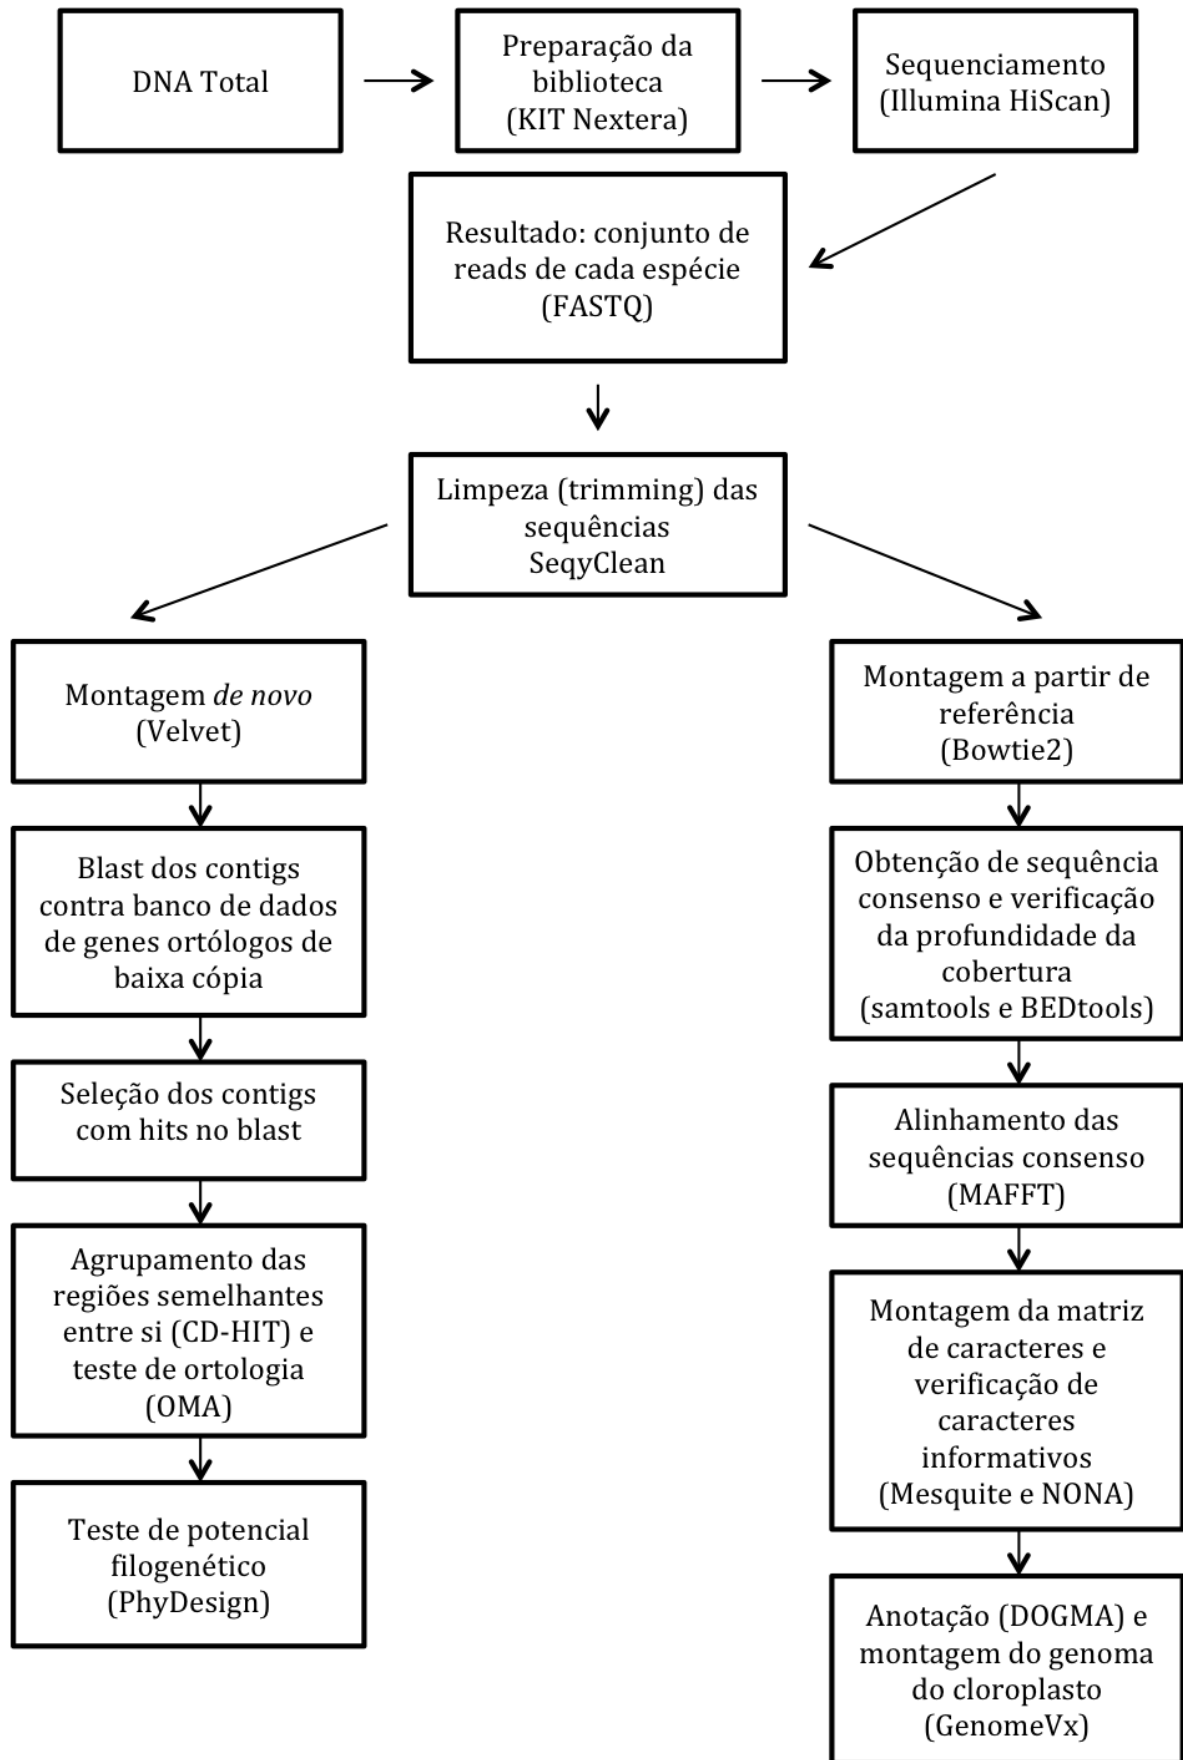 DNA Total
Preparação da
biblioteca
(KIT Nextera)
Sequenciamento
(Illumina HiScan)
Resultado: conjunto de
reads de cada espécie
(FASTQ)
Limpeza (trimming) das
sequências
SeqyClean
Montagem de novo
(Velvet)
Blast dos contigs
contra banco de dados
de genes ortólogos de
baixa cópia
Seleção dos contigs
com hits no blast
Agrupamento das
regiões semelhantes
entre si (CD-HIT) e
teste de ortologia
(OMA)
Teste de potencial
filogenético
(PhyDesign)
Montagem a partir de
referência
(Bowtie2)
Obtenção de sequência
consenso e verificação
da profundidade da
cobertura
(samtools e BEDtools)
Alinhamento das
sequências consenso
(MAFFT)
Montagem da matriz
de caracteres e
verificação de
caracteres
informativos
(Mesquite e NONA)
Anotação (DOGMA) e
montagem do genoma
do cloroplasto
(GenomeVx)